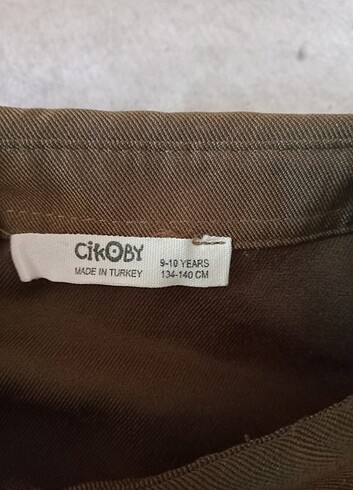 CikOBY
MADE IN TURKEY
9-10 YEARS
134-140 CM